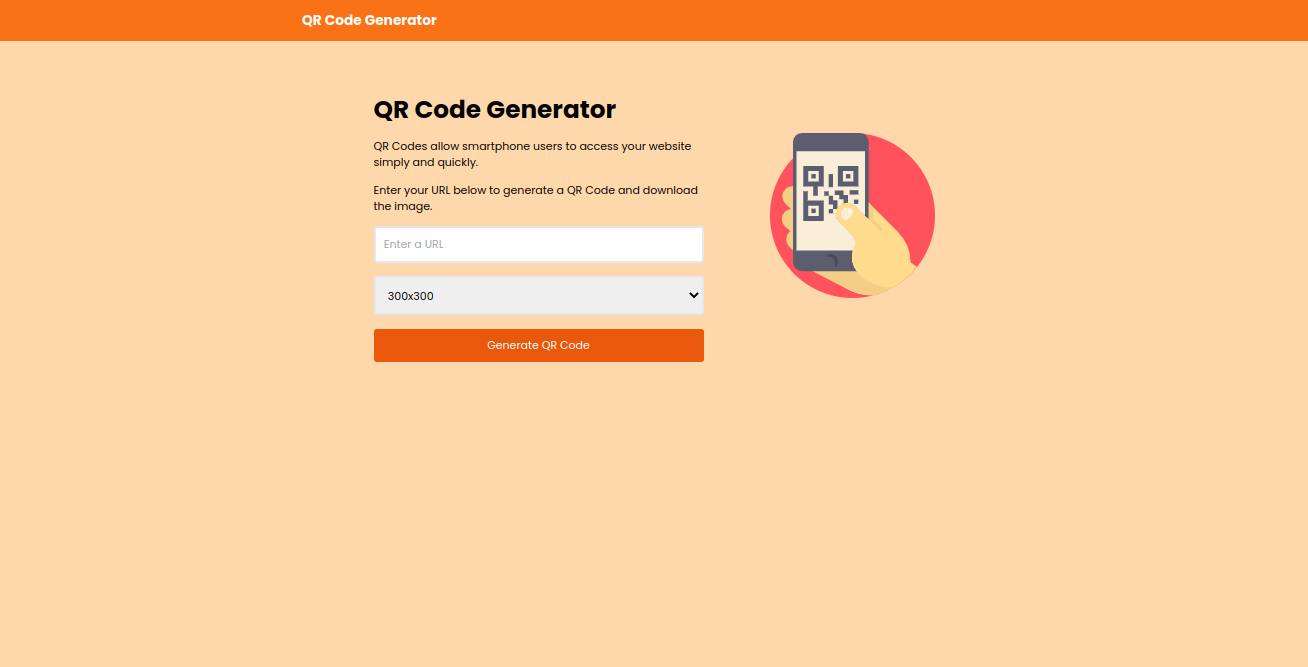 QR Code Generator
QR Code Generator
QR Codes allow smartphone users to access your website
simply and quickly.
Enter your URL below to generate a QR Code and download
the image.
Enter a URL
300x300
Generate QR Code